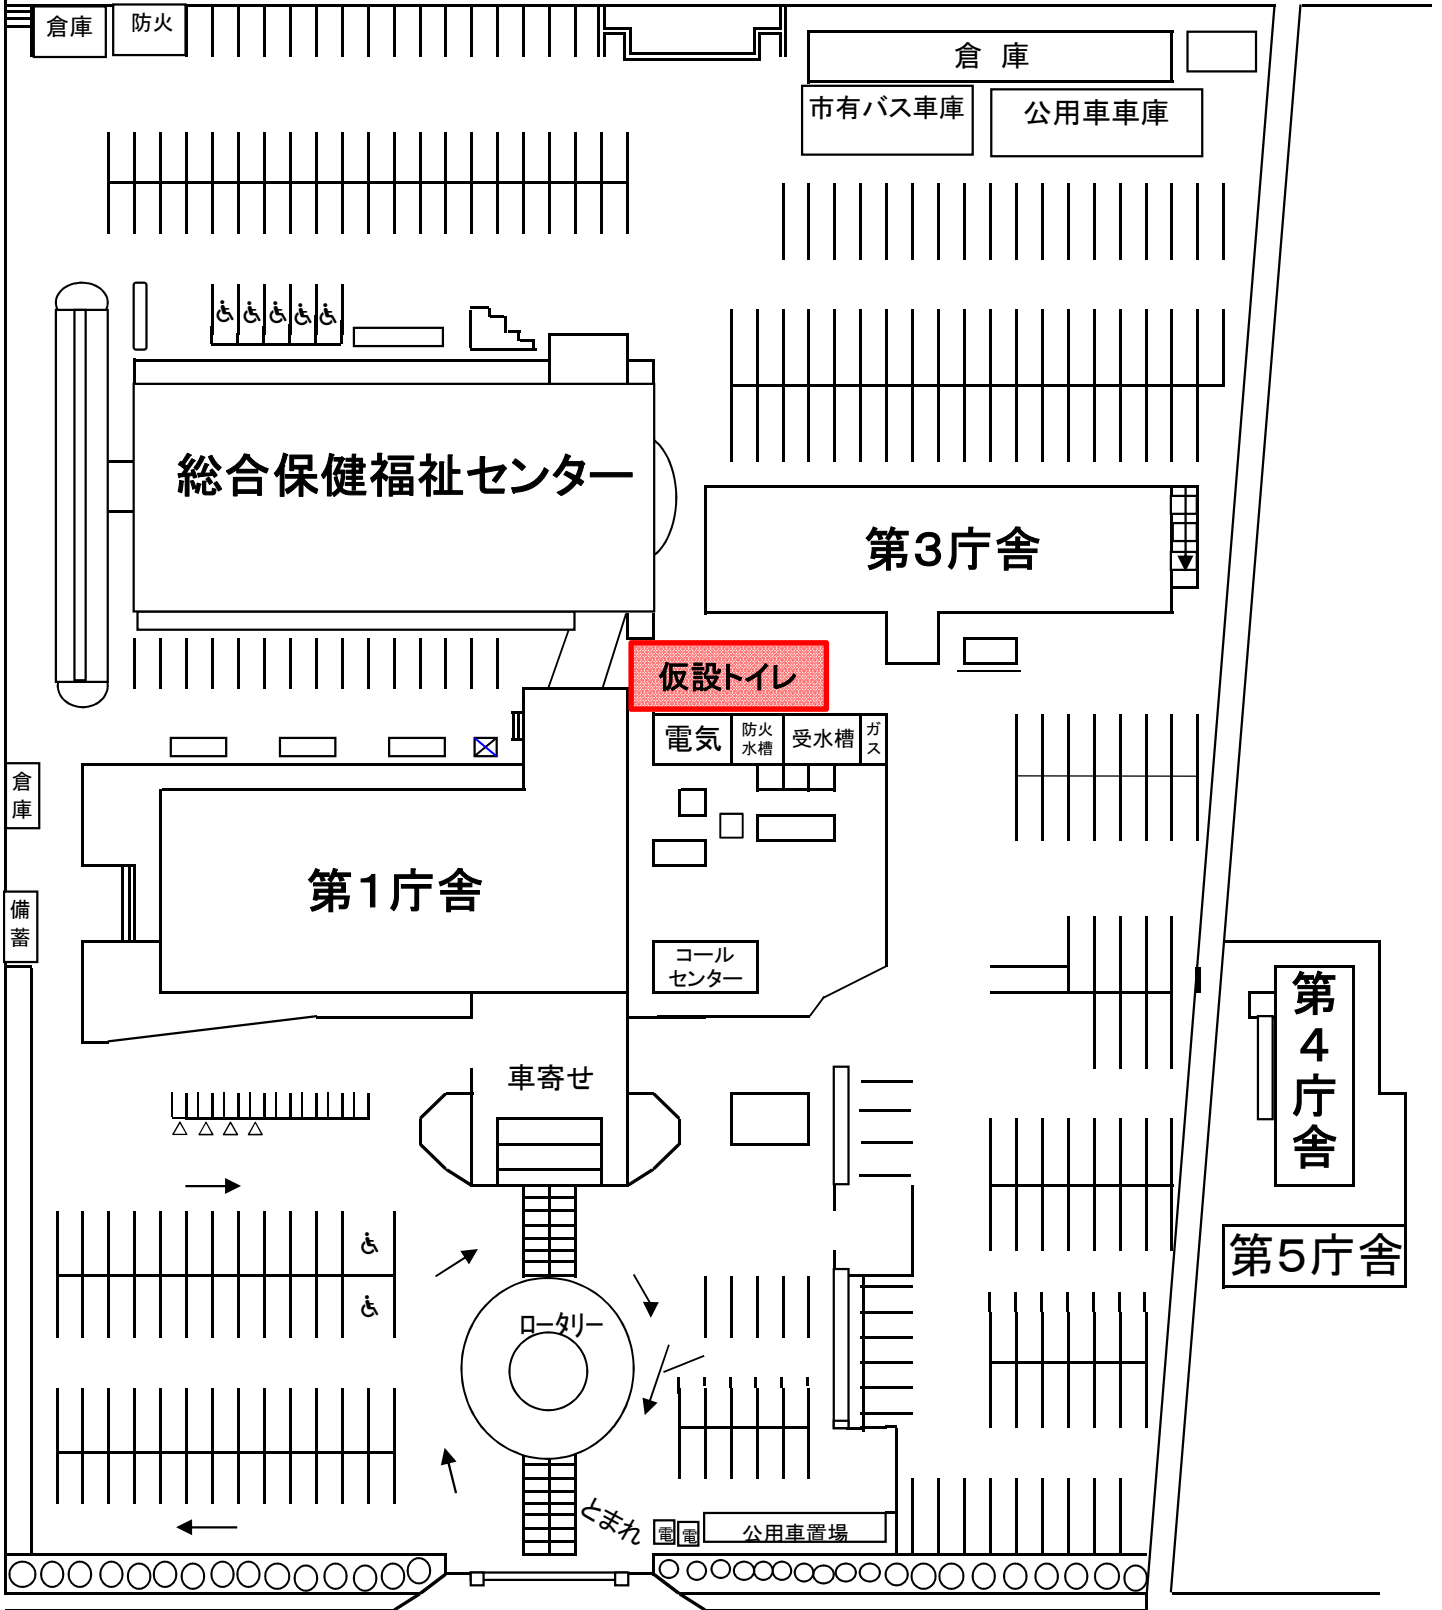 倉庫
防火
倉 庫
市有バス車庫
公用車車庫
総合保健福祉センター
第3庁舎
仮設トイレ
電気
防火
水槽
受水槽
ガス
倉庫
第1庁舎
備蓄
コール
センター
第4庁舎
車寄せ
第5庁舎
ロータリー
とまれ
電
電
公用車置場